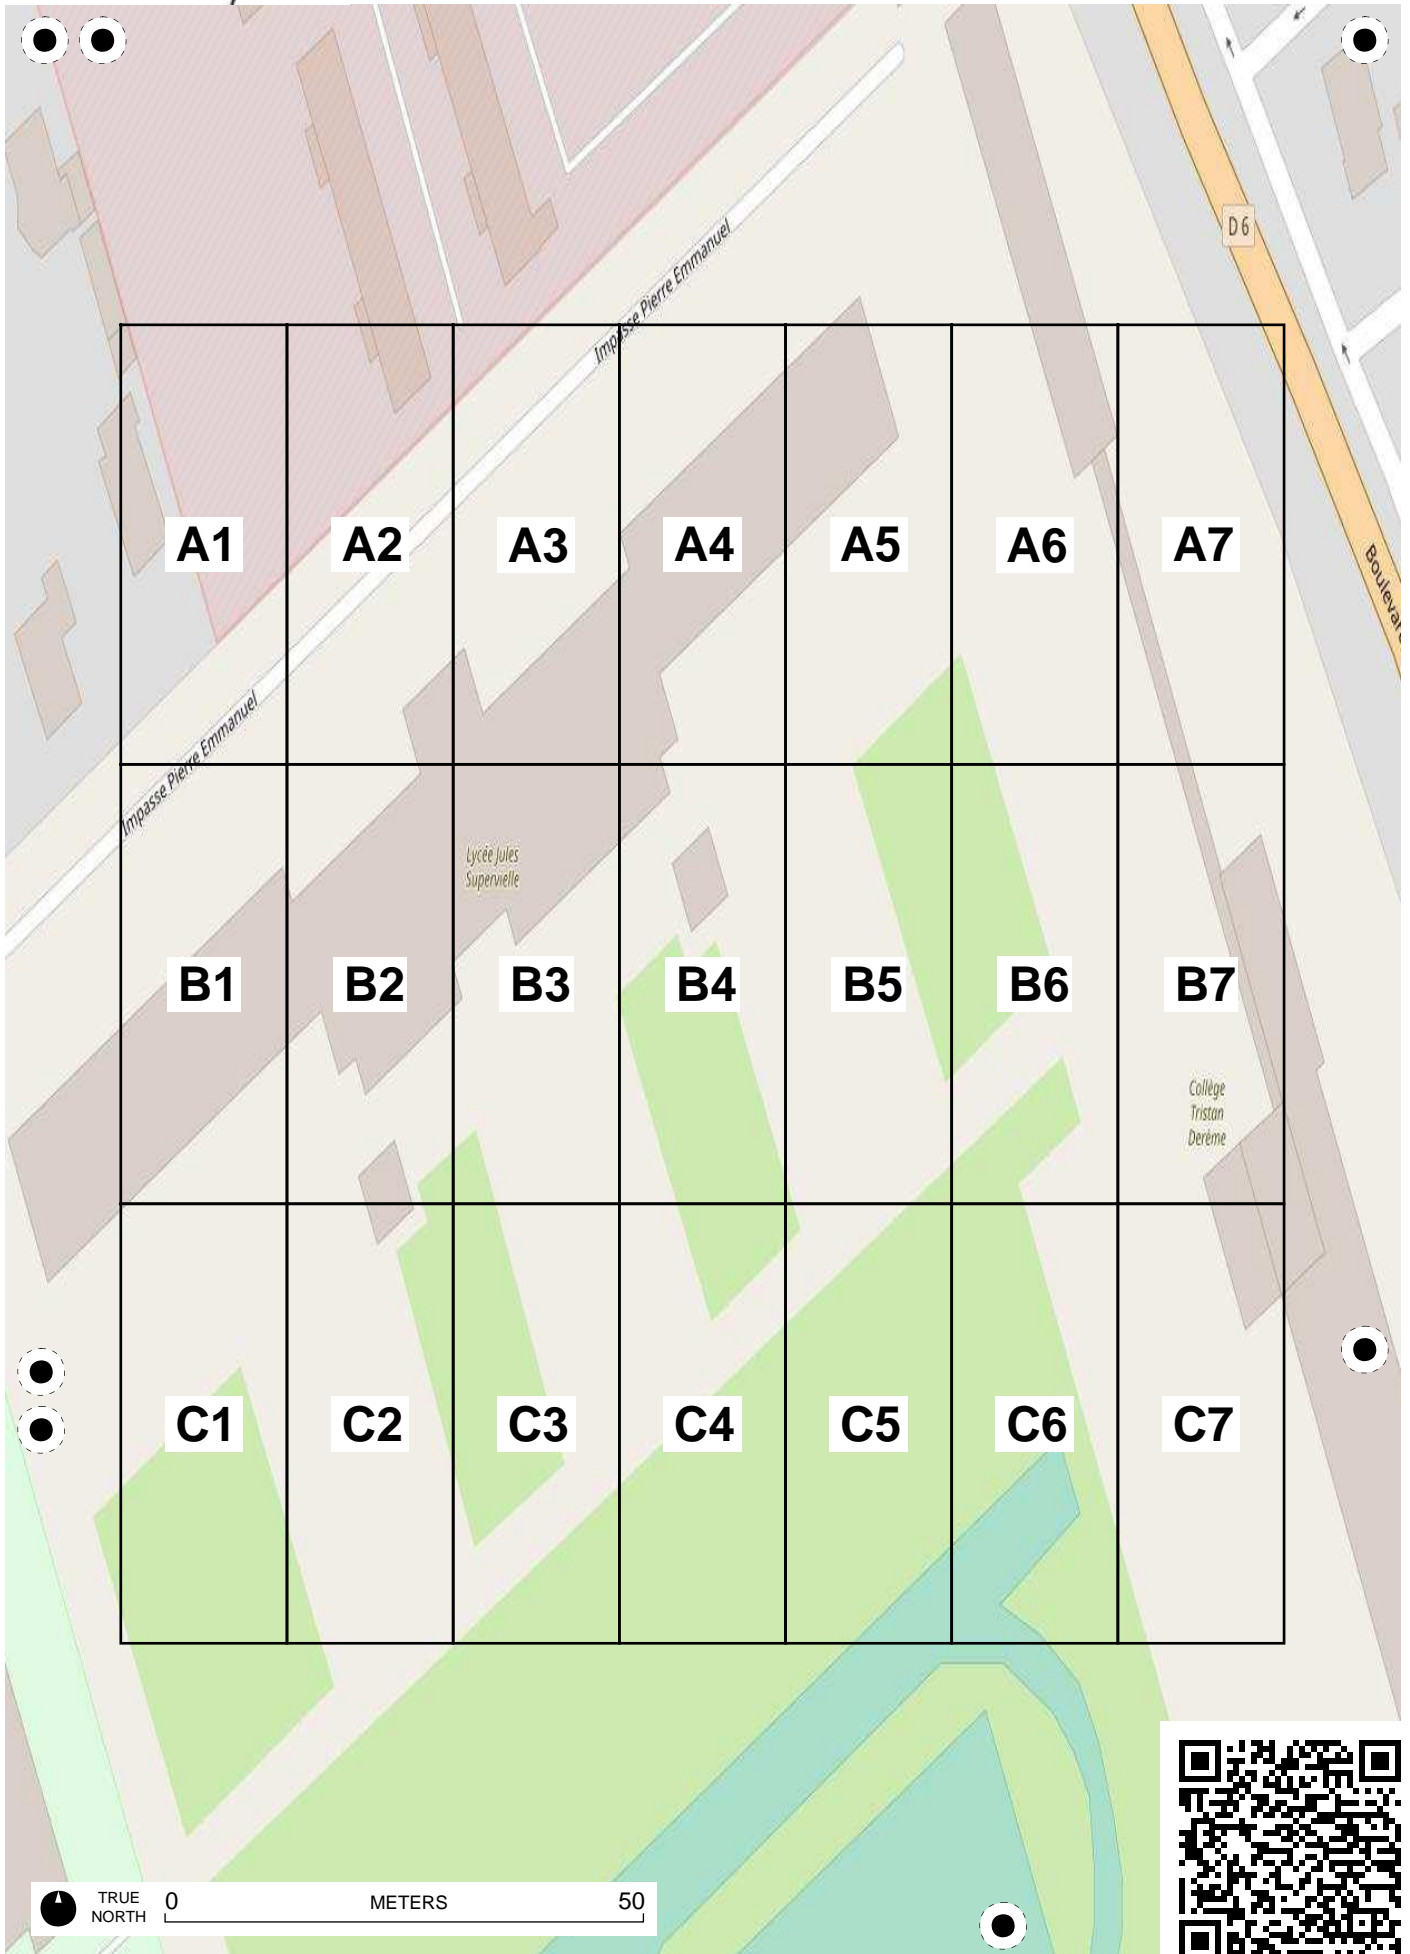 D 6
Impasse Pierre Emmanuel
A1 A2 A3 A4 A5 A6 A7
Boulevard
Impasse Pierre Emmanuel
Lycée Jules
Supervielle
B1 B2 B3 B4 B5 B6 B7
Collège
Tristan
Derème
C1 C2 C3 C4 C5 C6 C7
TRUE
NORTH
0 METERS 50